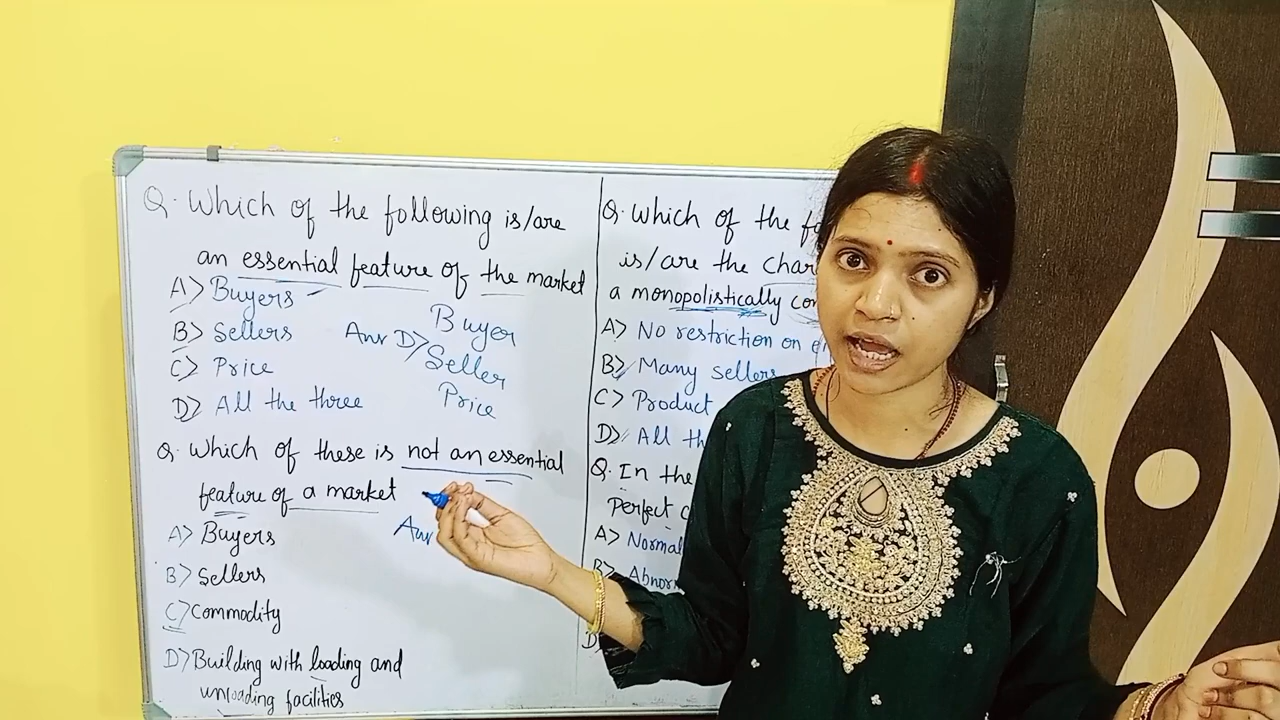 Q. Which of the following is/are
an essential feature of the market
A> Buyers
B> Sellers
C> Price
D> All the three
Ans D> Buyer
Seller
Price
Q. Which of these is not an essential
feature of a market
Ans
A> Buyers
B> Sellers
C> Commodity
D> Building with loading and
unloading facilities
Q. Which of the
is/are the
a monopolistically
A> No restriction on
B> Many sellers
C> Product
D> All
Q. In the
Perfect
A> Normal
B>